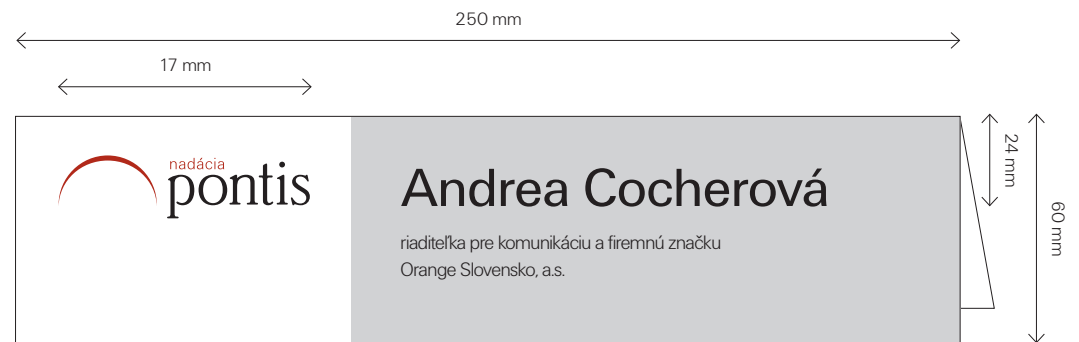 250 mm
17 mm
nadácia
pontis
Andrea Cocherová
riaditeľka pre komunikáciu a firemnú značku
Orange Slovensko, a.s.
24 mm
60 mm